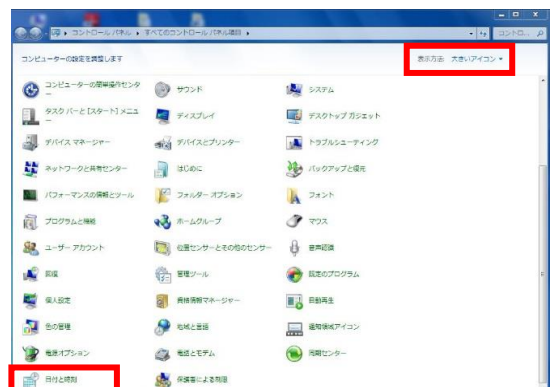 コントロール パネル ▸ すべてのコントロール パネル項目 ▸
コントロ...
コンピューターの設定を調整します
表示方法: 大きいアイコン ▼
コンピューターの簡単操作センター
サウンド
システム
タスク バーと [スタート] メニュー
ディスプレイ
デスクトップ ガジェット
デバイス マネージャー
デバイスとプリンター
トラブルシューティング
ネットワークと共有センター
はじめに
バックアップと復元
パフォーマンスの情報とツール
フォルダー オプション
フォント
プログラムと機能
ホームグループ
マウス
ユーザー アカウント
位置センサーとその他のセンサー
音声認識
回復
管理ツール
既定のプログラム
個人設定
資格情報マネージャー
自動再生
色の管理
地域と言語
通知領域アイコン
電源オプション
電話とモデム
同期センター
日付と時刻
保護者による制限